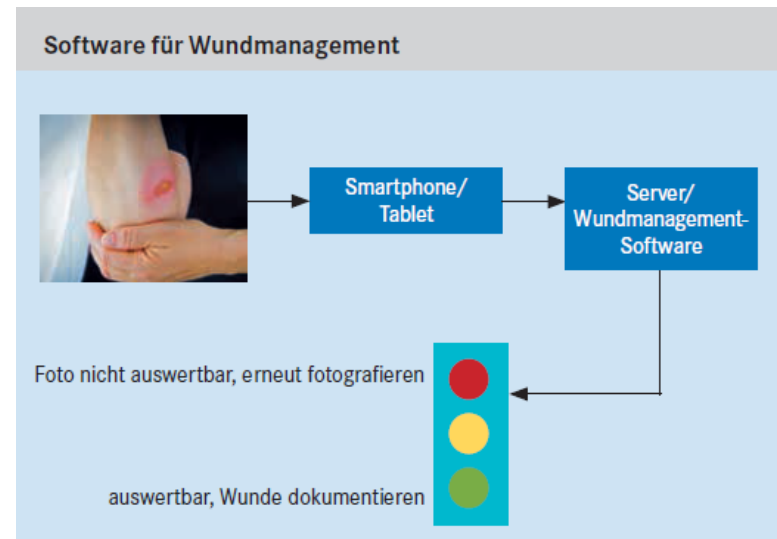 Software für Wundmanagement
Smartphone/
Tablet
Server/
Wundmanagement-
Software
Foto nicht auswertbar, erneut fotografieren
auswertbar, Wunde dokumentieren